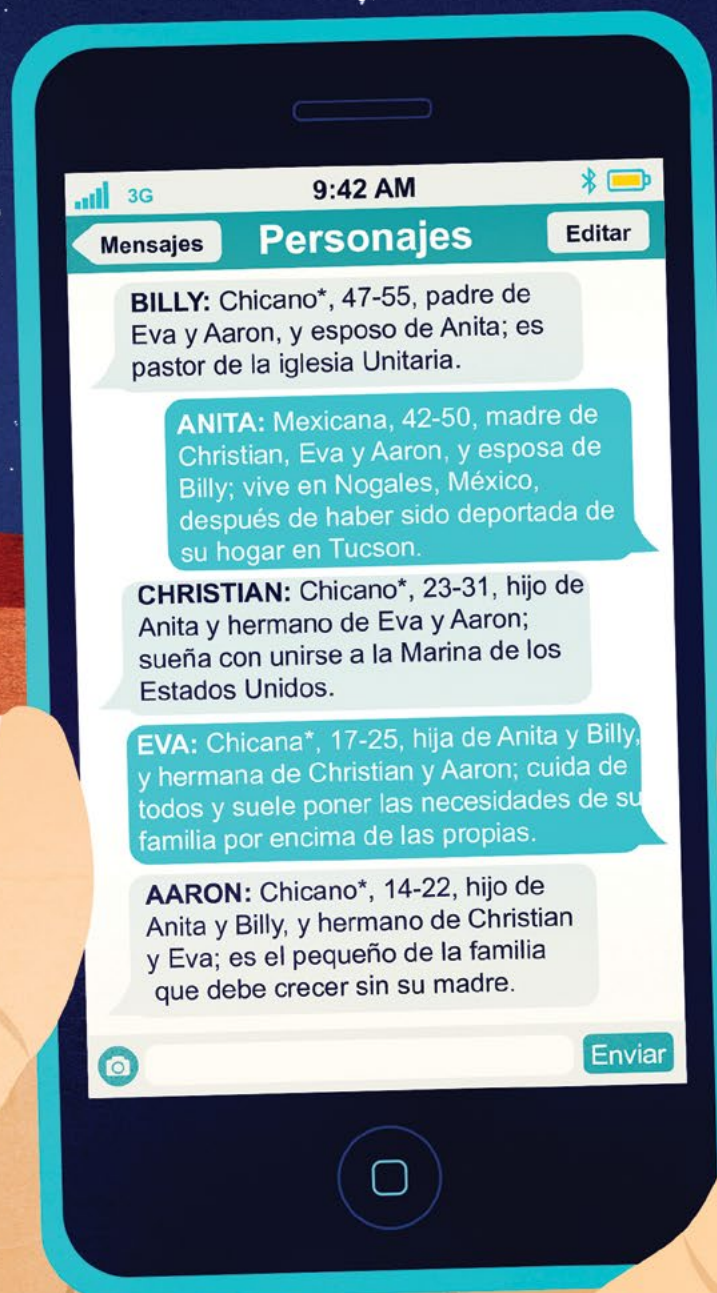 3G 9:42 AM
Mensajes Personajes Editar
BILLY: Chicano*, 47-55, padre de
Eva y Aaron, y esposo de Anita; es
pastor de la iglesia Unitaria.
ANITA: Mexicana, 42-50, madre de
Christian, Eva y Aaron, y esposa de
Billy; vive en Nogales, México,
después de haber sido deportada de
su hogar en Tucson.
CHRISTIAN: Chicano*, 23-31, hijo de
Anita y hermano de Eva y Aaron;
sueña con unirse a la Marina de los
Estados Unidos.
EVA: Chicana*, 17-25, hija de Anita y Billy,
y hermana de Christian y Aaron; cuida de
todos y suele poner las necesidades de su
familia por encima de las propias.
AARON: Chicano*, 14-22, hijo de
Anita y Billy, y hermano de Christian
y Eva; es el pequeño de la familia
que debe crecer sin su madre.
Enviar